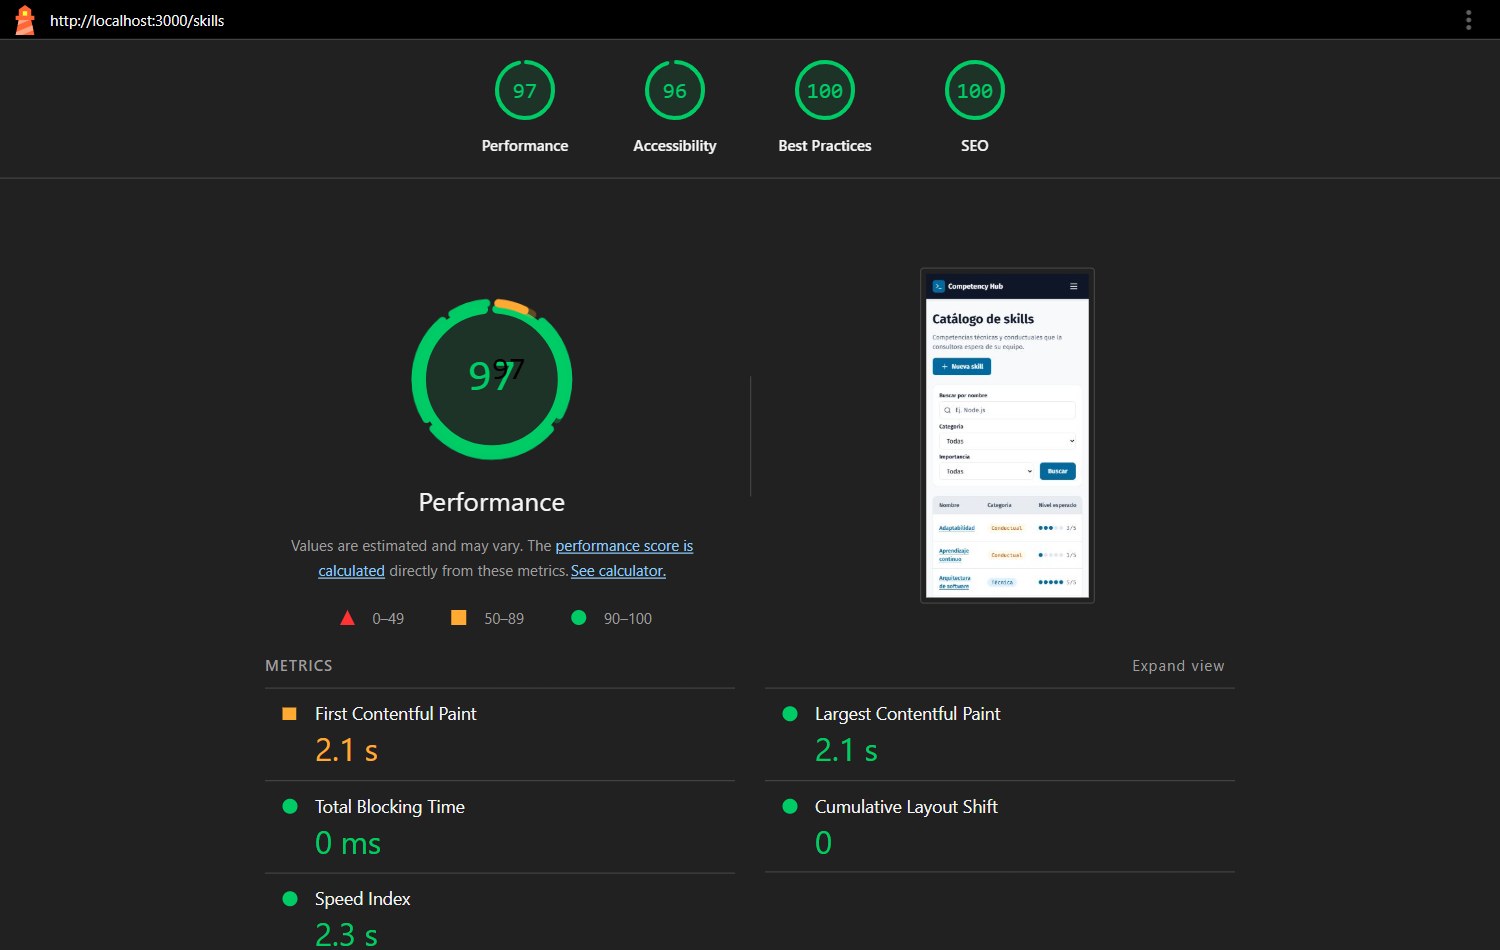 http://localhost:3000/skills
97
96
100
100
Performance
Accessibility
Best Practices
SEO
97
97
Performance
Values are estimated and may vary. The performance score is
calculated directly from these metrics. See calculator.
0–49
50–89
90–100
Competency Hub
Catálogo de skills
Competencias técnicas y conductuales que la
consultora espera de su equipo.
+ Nueva skill
Buscar por nombre
Ej. Node.js
Categoría
Todas
Importancia
Todas
Buscar
Nombre Categoría Nivel esperado
Adaptabilidad Conductual 3/5
Aprendizaje
continuo
Conductual 1/5
Arquitectura
de software
Técnica 5/5
METRICS
Expand view
First Contentful Paint
2.1 s
Largest Contentful Paint
2.1 s
Total Blocking Time
0 ms
Cumulative Layout Shift
0
Speed Index
2.3 s